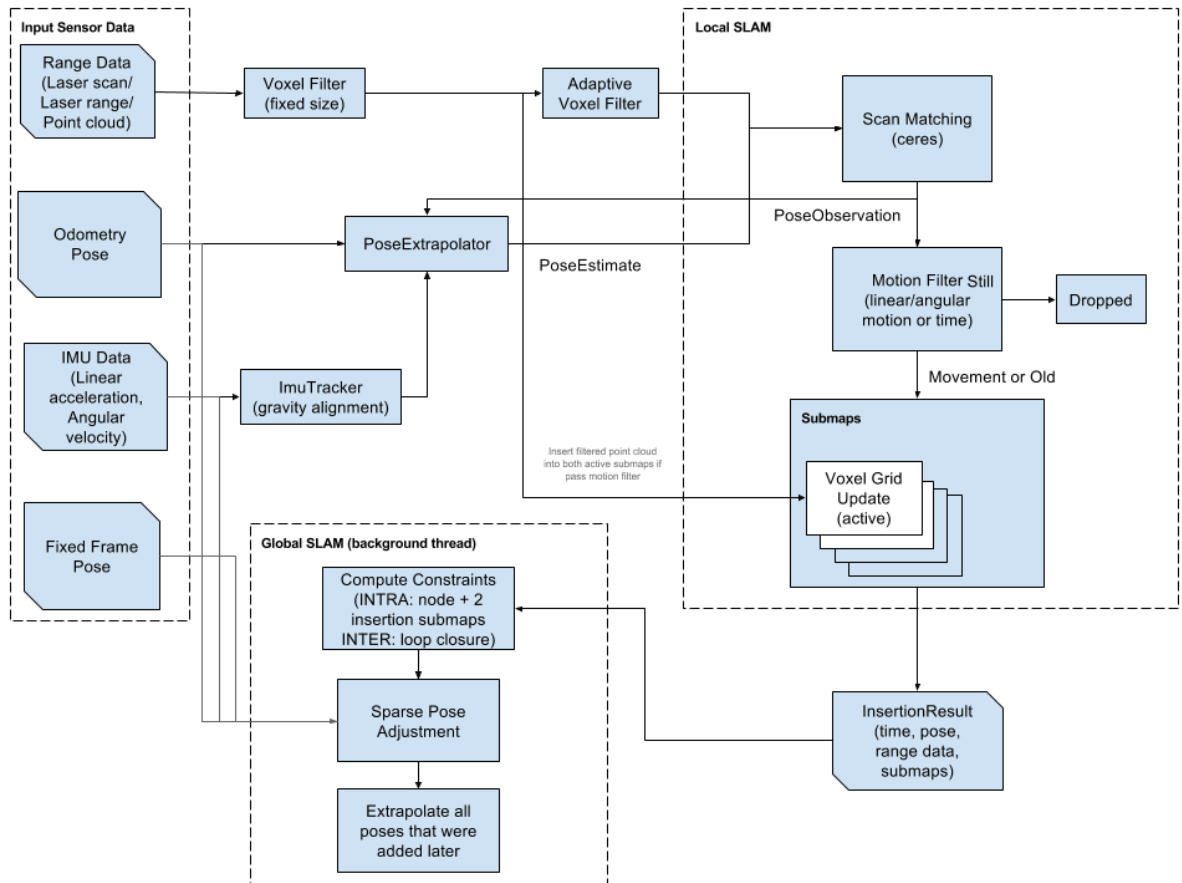 Input Sensor Data
Range Data
(Laser scan/
Laser range/
Point cloud)
Voxel Filter
(fixed size)
Adaptive
Voxel Filter
Local SLAM
Scan Matching
(ceres)
Odometry
Pose
PoseExtrapolator
PoseEstimate
PoseObservation
Motion Filter Still
(linear/angular
motion or time)
Dropped
IMU Data
(Linear
acceleration,
Angular
velocity)
ImuTracker
(gravity alignment)
Movement or Old
Submaps
Voxel Grid
Update
(active)
Insert filtered point cloud
into both active submaps if
pass motion filter
Fixed Frame
Pose
Global SLAM (background thread)
Compute Constraints
(INTRA: node + 2
insertion submaps
INTER: loop closure)
Sparse Pose
Adjustment
Extrapolate all
poses that were
added later
InsertionResult
(time, pose,
range data,
submaps)